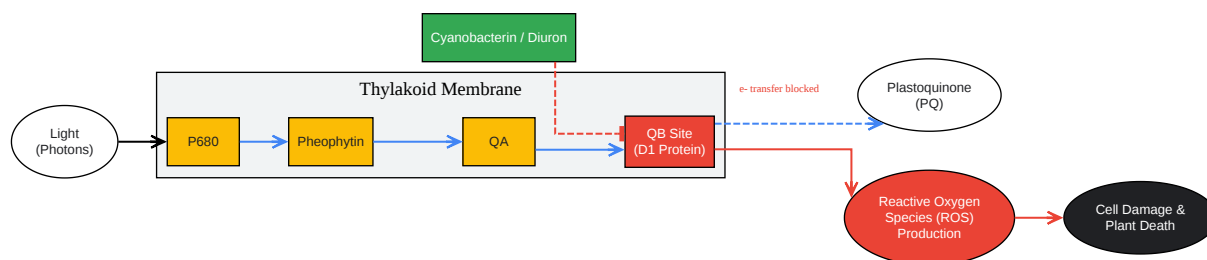 Cyanobacterin / Diuron
Thylakoid Membrane
e- transfer blocked
Plastoquinone
(PQ)
Light
(Photons)
P680
Pheophytin
QA
QB Site
(D1 Protein)
Reactive Oxygen
Species (ROS)
Production
Cell Damage &
Plant Death